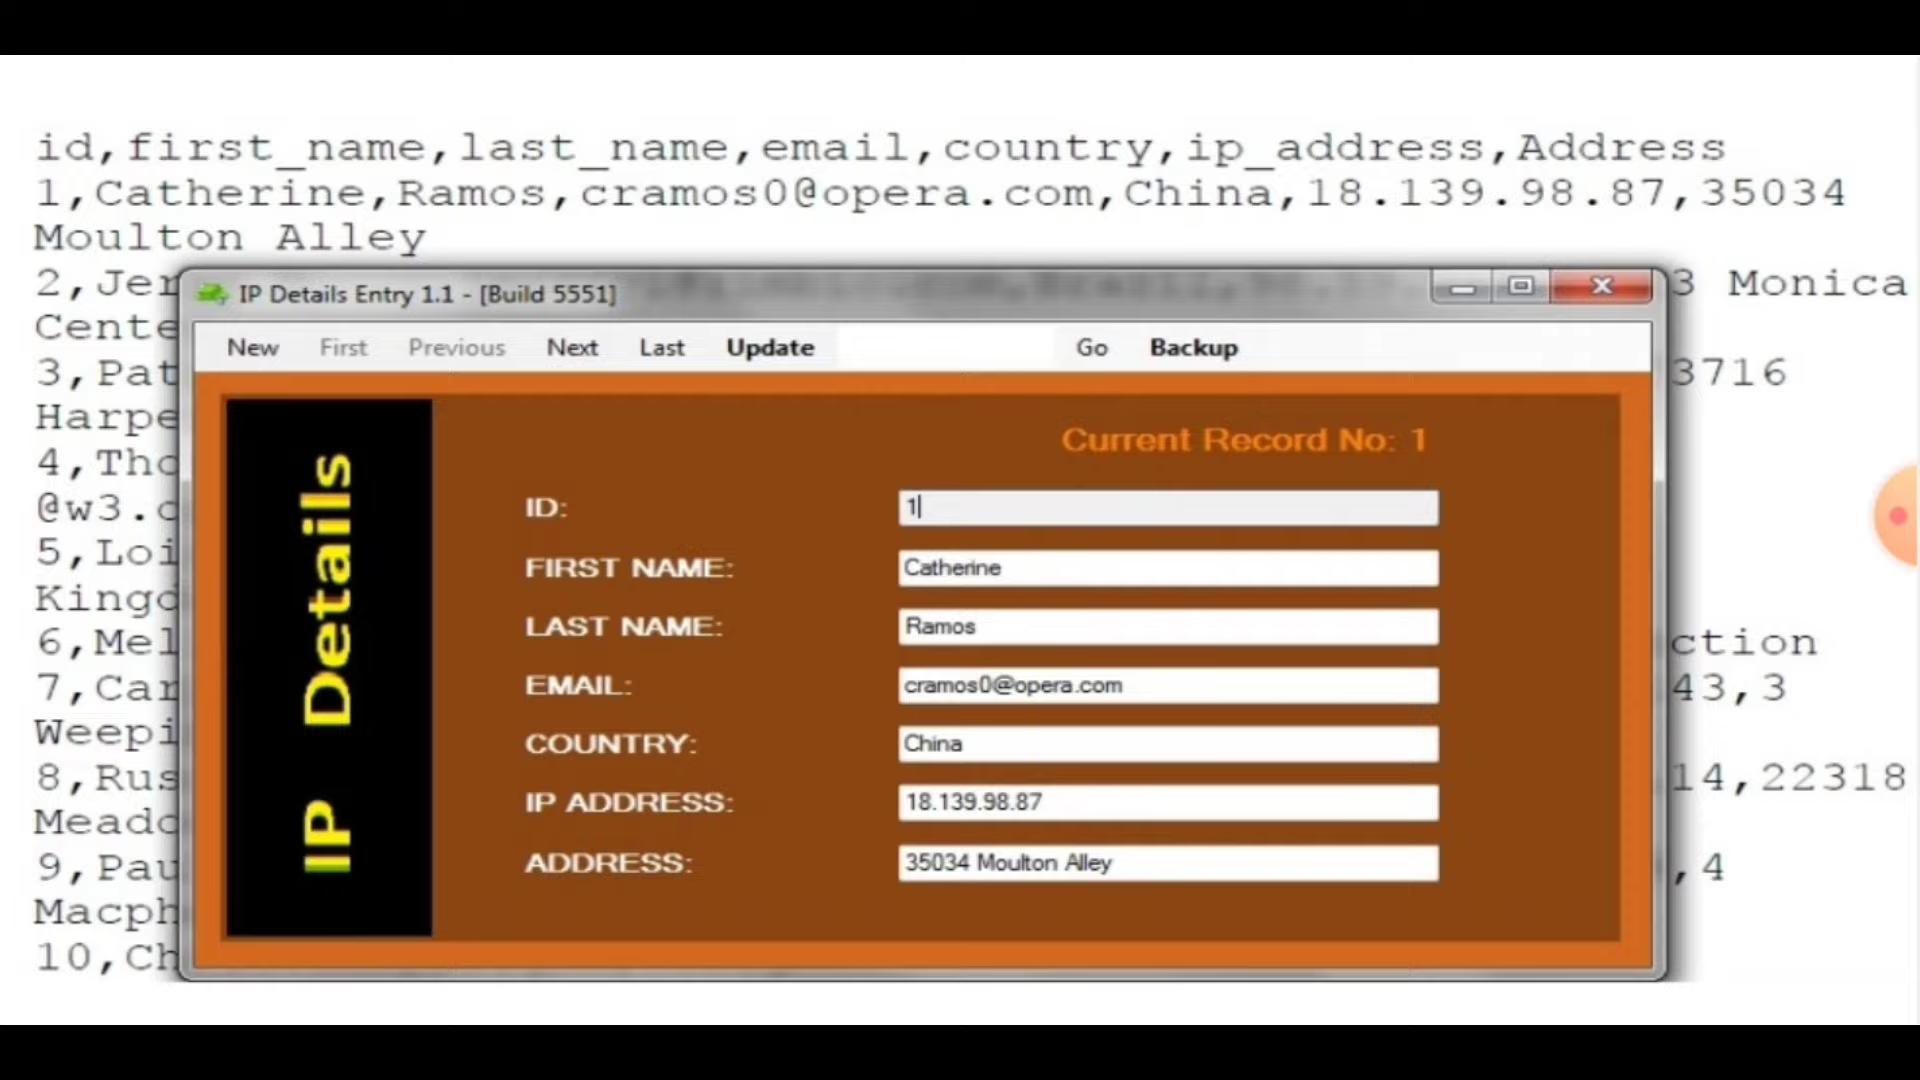 id,first_name,last_name,email,country,ip_address,Address
1,Catherine,Ramos,cramos0@opera.com,China,18.139.98.87,35034
Moulton Alley
2,Jer 3 Monica
Cente
3,Pat 3716
Harpe
4,Tho
@w3.c
5,Loi
Kingd
6,Mel ction
7,Car 43,3
Weepi
8,Rus 14,22318
Meado
9,Pau ,4
Macph
10,Ch
IP Details Entry 1.1 - [Build 5551]
New First Previous Next Last Update Go Backup
IP Details
Current Record No: 1
ID: 1
FIRST NAME: Catherine
LAST NAME: Ramos
EMAIL: cramos0@opera.com
COUNTRY: China
IP ADDRESS: 18.139.98.87
ADDRESS: 35034 Moulton Alley